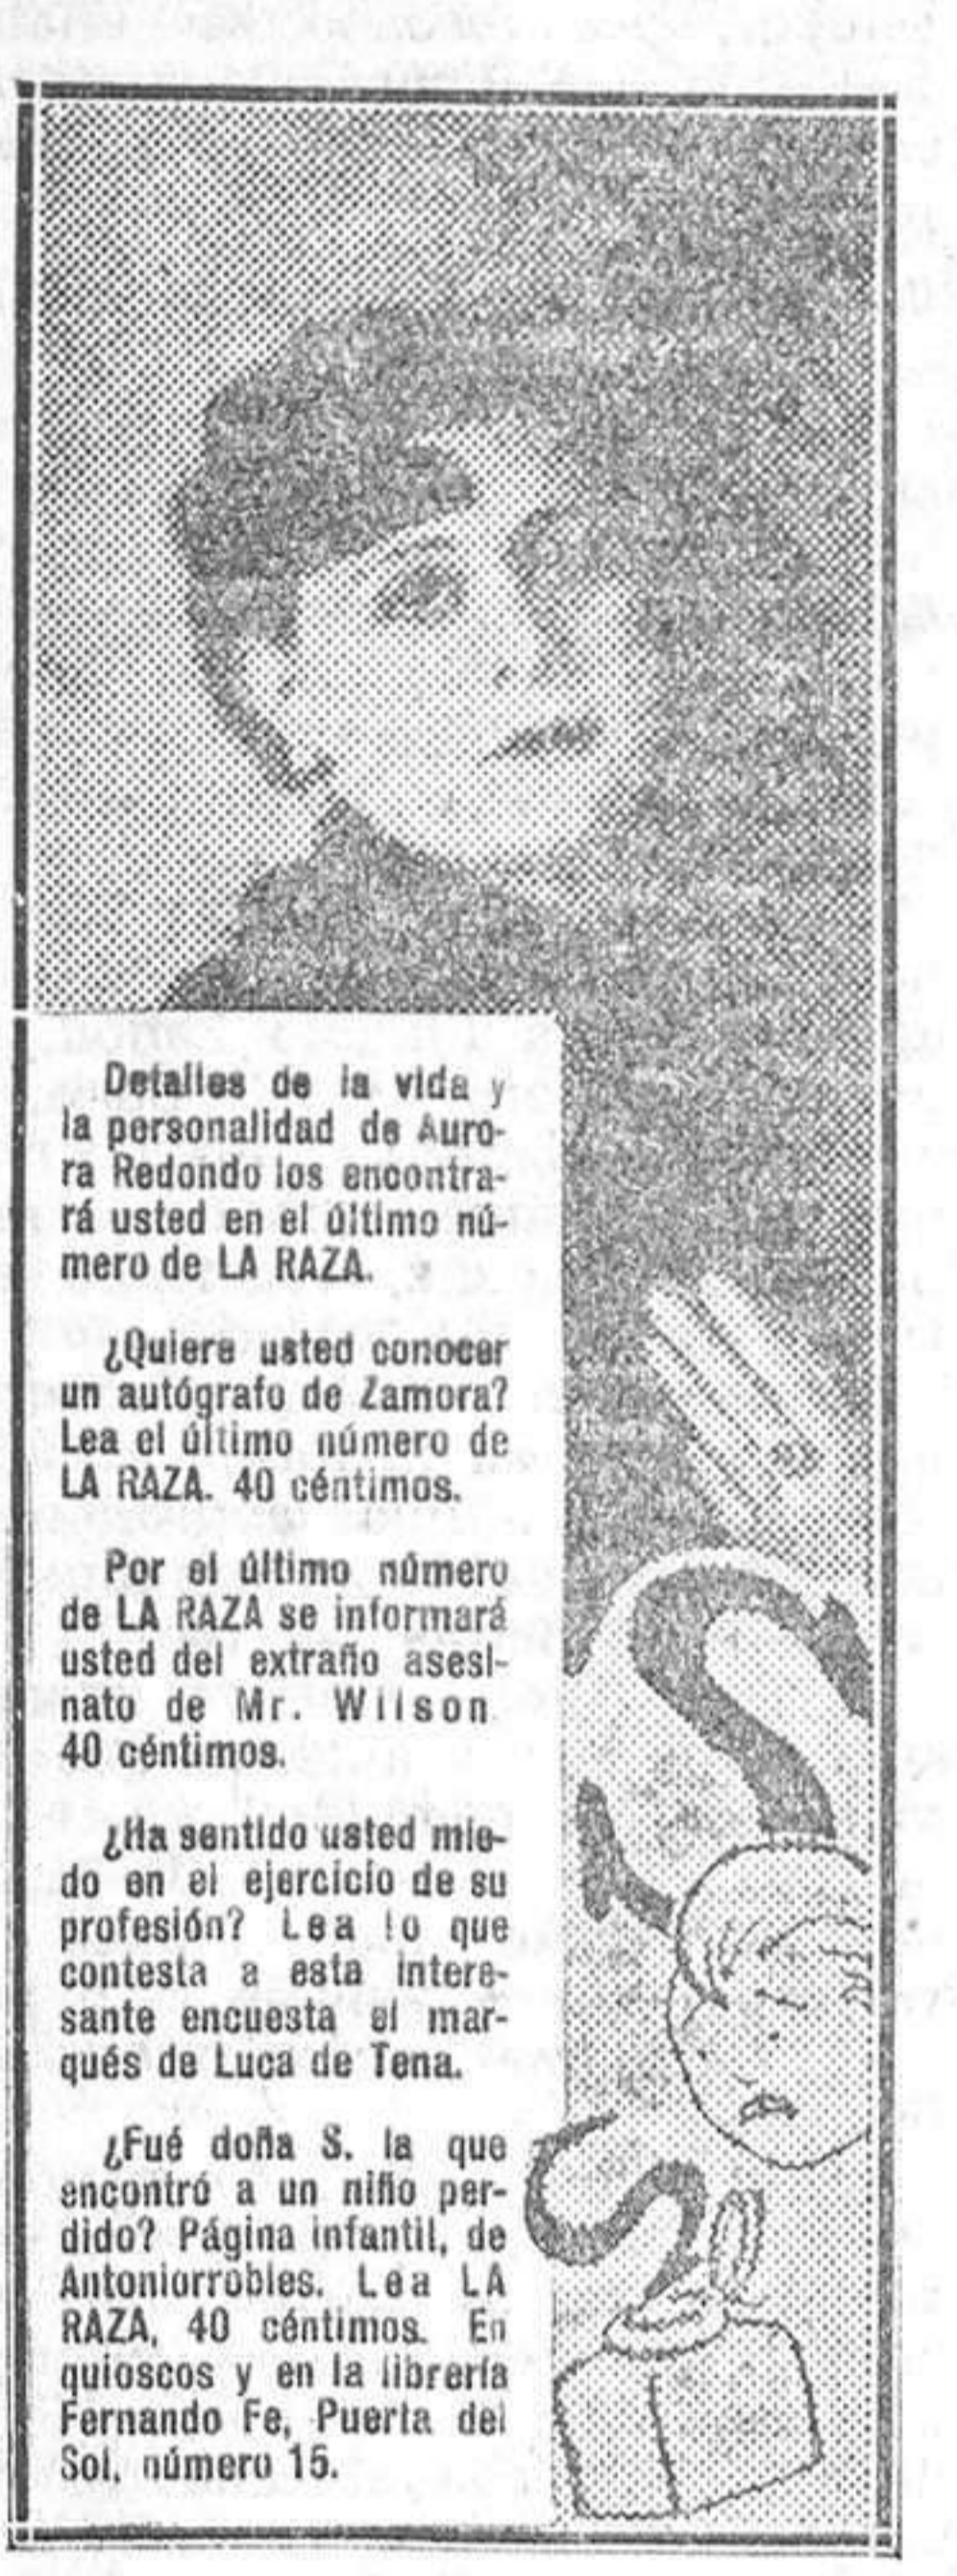 Detalles de la vida y
la personalidad de Auro-
ra Redondo los encontra-
rá usted en el último nú-
mero de LA RAZA.
¿Quiere usted conocer
un autógrafo de Zamora?
Lea el último número de
LA RAZA. 40 céntimos.
Por el último número
de LA RAZA se informará
usted del extraño asesi-
nato de Mr. Wilson
40 céntimos.
¿Ha sentido usted mie-
do en el ejercicio de su
profesión? Lea lo que
contesta a esta intere-
sante encuesta el mar-
qués de Luca de Tena.
¿Fué doña S. la que
encontró a un niño per-
dido? Página infantil, de
Antoniorrobles. Lea LA
RAZA, 40 céntimos. En
quioscos y en la librería
Fernando Fe, Puerta del
Sol, número 15.